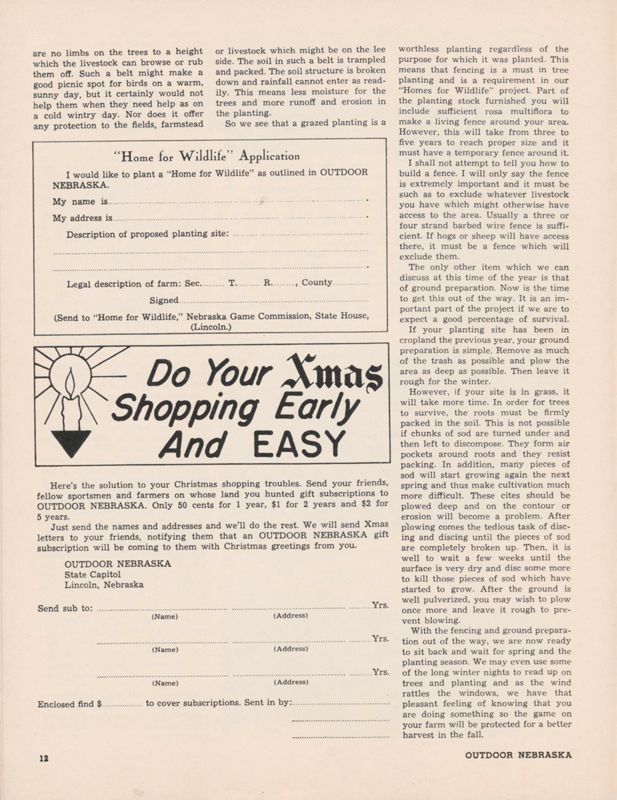 are no limbs on the trees to a height
which the livestock can browse or rub
them off. Such a belt might make a
good picnic spot for birds on a warm,
sunny day, but it certainly would not
help them when they need help as on
a cold wintry day. Nor does it offer
any protection to the fields, farmstead
or livestock which might be on the lee
side. The soil in such a belt is trampled
and packed. The soil structure is broken
down and rainfall cannot enter as read-
ily. This means less moisture for the
trees and more runoff and erosion in
the planting.
So we see that a grazed planting is a
worthless planting regardless of the
purpose for which it was planted. This
means that fencing is a must in tree
planting and is a requirement in our
"Homes for Wildlife" project. Part of
the planting stock furnished you will
include sufficient rosa multiflora to
make a living fence around your area.
However, this will take from three to
five years to reach proper size and it
must have a temporary fence around it.
I shall not attempt to tell you how to
build a fence. I will only say the fence
is extremely important and it must be
such as to exclude whatever livestock
you have which might otherwise have
access to the area. Usually a three or
four strand barbed wire fence is suffi-
cient. If hogs or sheep will have access
there, it must be a fence which will
exclude them.
The only other item which we can
discuss at this time of the year is that
of ground preparation. Now is the time
to get this out of the way. It is an im-
portant part of the project if we are to
expect a good percentage of survival.
If your planting site has been in
cropland the previous year, your ground
preparation is simple. Remove as much
of the trash as possible and plow the
area as deep as possible. Then leave it
rough for the winter.
However, if your site is in grass, it
will take more time. In order for trees
to survive, the roots must be firmly
packed in the soil. This is not possible
if chunks of sod are turned under and
then left to discompose. They form air
pockets around roots and they resist
packing. In addition, many pieces of
sod will start growing again the next
spring and thus make cultivation much
more difficult. These cites should be
plowed deep and on the contour or
erosion will become a problem. After
plowing comes the tedious task of disc-
ing and discing until the pieces of sod
are completely broken up. Then, it is
well to wait a few weeks until the
surface is very dry and disc some more
to kill those pieces of sod which have
started to grow. After the ground is
well pulverized, you may wish to plow
once more and leave it rough to pre-
vent blowing.
With the fencing and ground prepara-
tion out of the way, we are now ready
to sit back and wait for spring and the
planting season. We may even use some
of the long winter nights to read up on
trees and planting and as the wind
rattles the windows, we have that
pleasant feeling of knowing that you
are doing something so the game on
your farm will be protected for a better
harvest in the fall.
"Home for Wildlife" Application
I would like to plant a "Home for Wildlife" as outlined in OUTDOOR
NEBRASKA.
My name is
My address is
Description of proposed planting site:
Legal description of farm: Sec. T. R. , County
Signed
(Send to "Home for Wildlife," Nebraska Game Commission, State House,
(Lincoln.)
Do Your Xmas
Shopping Early
And EASY
Here's the solution to your Christmas shopping troubles. Send your friends,
fellow sportsmen and farmers on whose land you hunted gift subscriptions to
OUTDOOR NEBRASKA. Only 50 cents for 1 year, $1 for 2 years and $2 for
5 years.
Just send the names and addresses and we'll do the rest. We will send Xmas
letters to your friends, notifying them that an OUTDOOR NEBRASKA gift
subscription will be coming to them with Christmas greetings from you.
OUTDOOR NEBRASKA
State Capitol
Lincoln, Nebraska
Send sub to: Yrs.
(Name) (Address)
Yrs.
(Name) (Address)
Yrs.
(Name) (Address)
Enclosed find $ to cover subscriptions. Sent in by:
12
OUTDOOR NEBRASKA